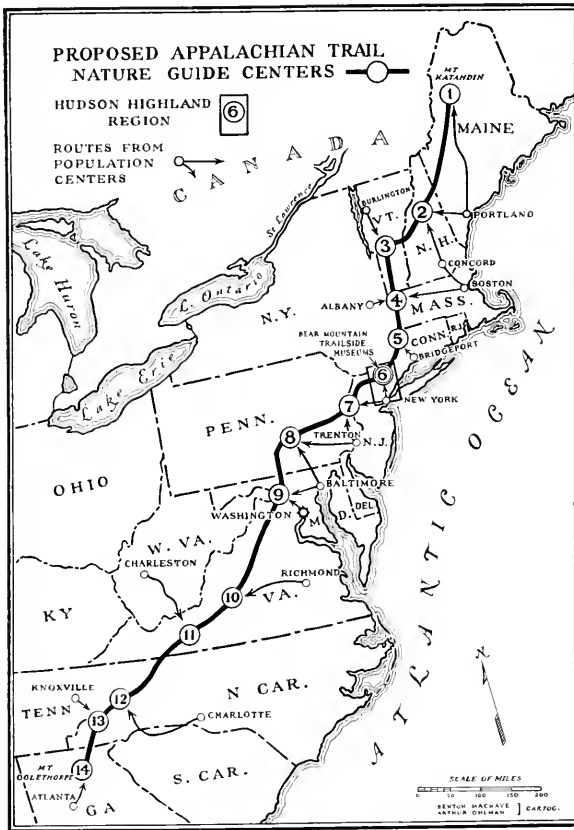 PROPOSED APPALACHIAN TRAIL
NATURE GUIDE CENTERS
HUDSON HIGHLAND
REGION
6
ROUTES FROM
POPULATION
CENTERS
CANADA
MT
KATAHDIN
1
MAINE
St Lawrence
BURLINGTON
VT.
2
PORTLAND
3
N.H.
CONCORD
Lake Huron
L. Ontario
BOSTON
N.Y.
ALBANY
4
MASS.
BEAR MOUNTAIN
TRAILSIDE
MUSEUMS
5
CONN.
R.I.
BRIDGEPORT
Lake Erie
6
NEW YORK
7
PENN.
8
TRENTON
N.J.
OHIO
BALTIMORE
9
WASHINGTON
M D.
DEL
W. VA.
CHARLESTON
RICHMOND
10
VA.
KY
11
ATLANTIC OCEAN
N
KNOXVILLE
TENN
12
N CAR.
13
CHARLOTTE
MT
OGLETHORPE
14
S. CAR.
ATLANTA
GA
SCALE OF MILES
0 50 100 150 200
BENTON MACKAYE
ARTHUR OHLMAN
CARTOG.